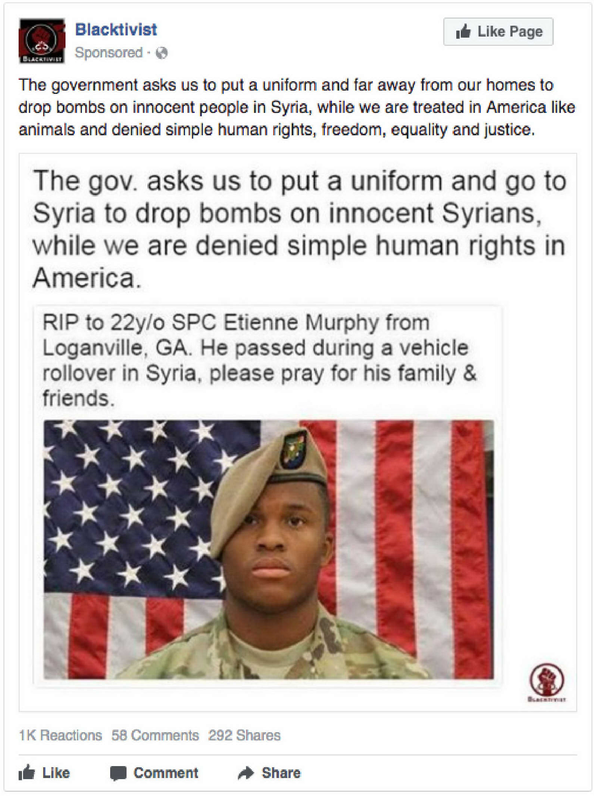 Blacktivist
Like Page
Sponsored ·
BLACKTIVIST
The government asks us to put a uniform and far away from our homes to
drop bombs on innocent people in Syria, while we are treated in America like
animals and denied simple human rights, freedom, equality and justice.
The gov. asks us to put a uniform and go to
Syria to drop bombs on innocent Syrians,
while we are denied simple human rights in
America.
RIP to 22y/o SPC Etienne Murphy from
Loganville, GA. He passed during a vehicle
rollover in Syria, please pray for his family &
friends.
BLACKTIVIST
1K Reactions 58 Comments 292 Shares
Like Comment Share